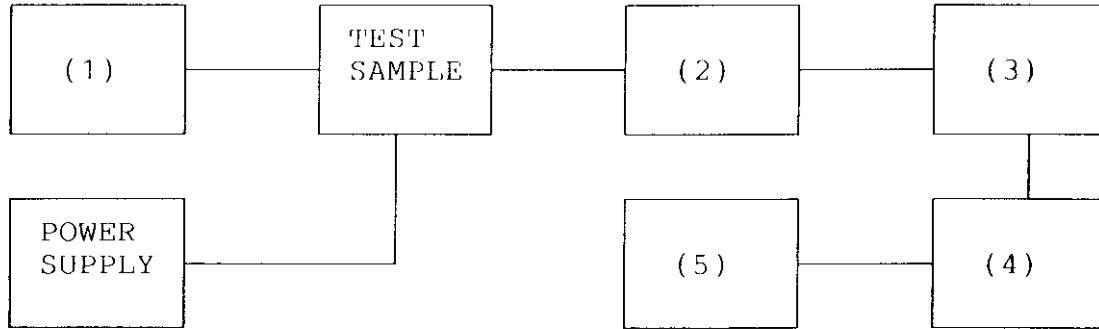 (1)
TEST
SAMPLE
(2)
(3)
POWER
SUPPLY
(5)
(4)